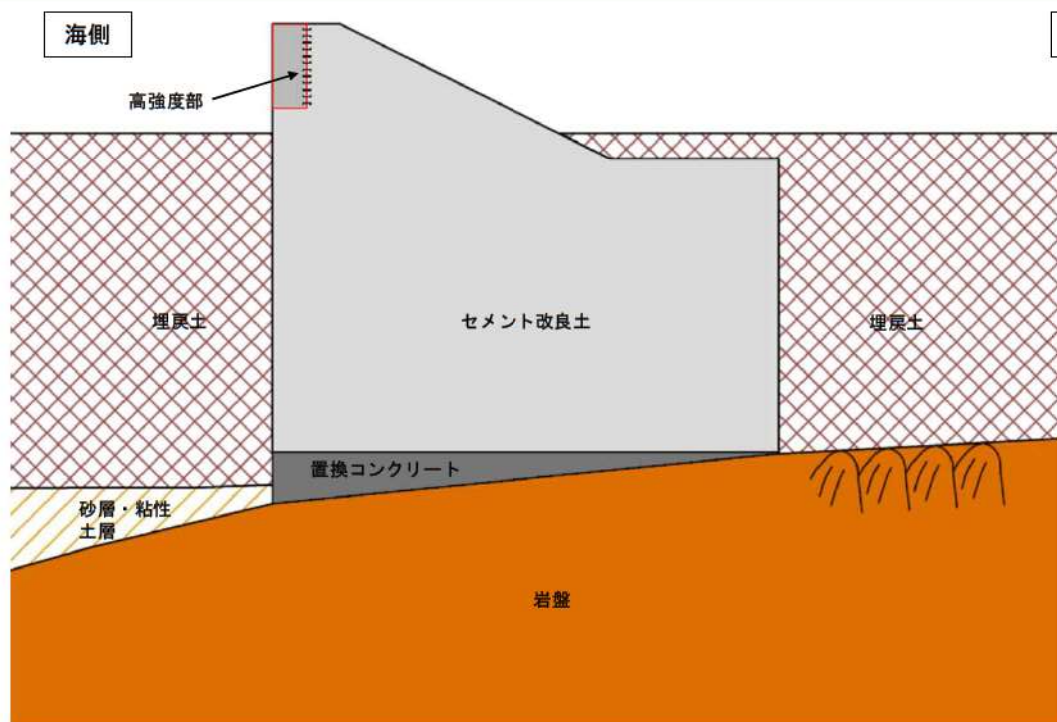 海側
高強度部
埋戻土
セメント改良土
埋戻土
置換コンクリート
砂層・粘性
土層
岩盤